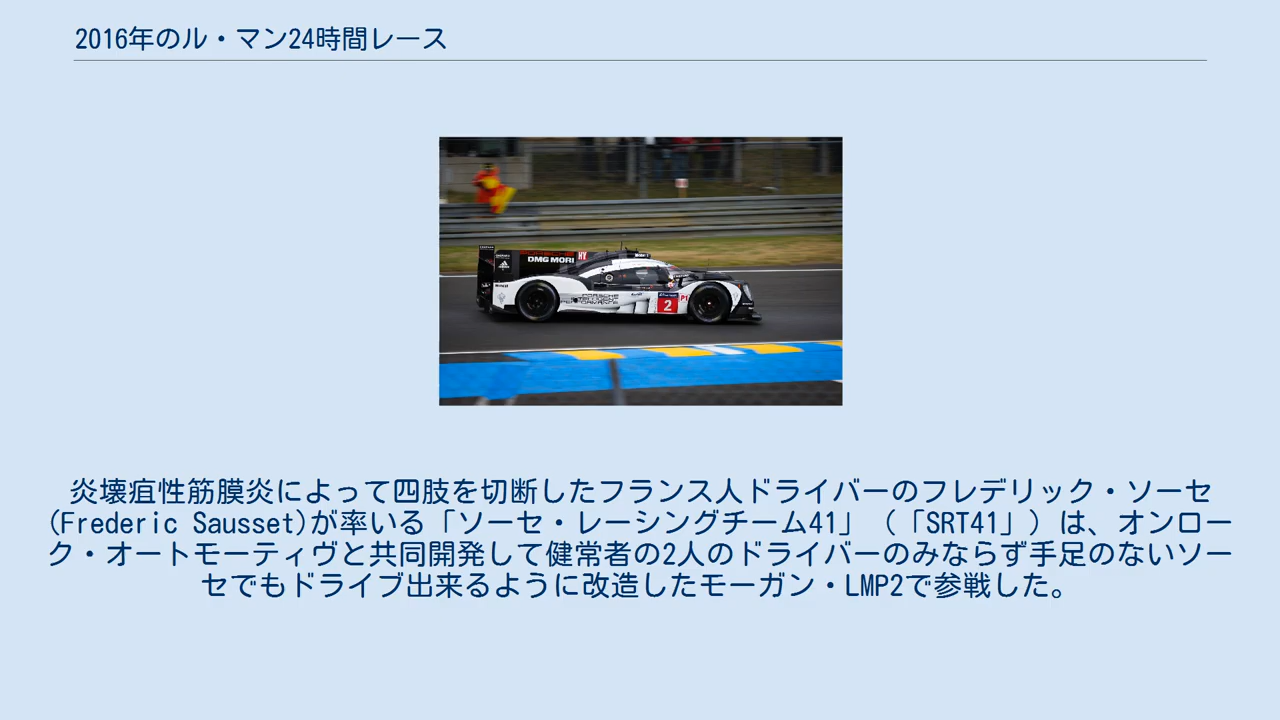 2016年のル・マン24時間レース
DMG MORI
HY
2
P1
炎壊疽性筋膜炎によって四肢を切断したフランス人ドライバーのフレデリック・ソーセ
(Frederic Sausset)が率いる「ソーセ・レーシングチーム41」（「SRT41」）は、オンロー
ク・オートモーティヴと共同開発して健常者の2人のドライバーのみならず手足のないソー
セでもドライブ出来るように改造したモーガン・LMP2で参戦した。